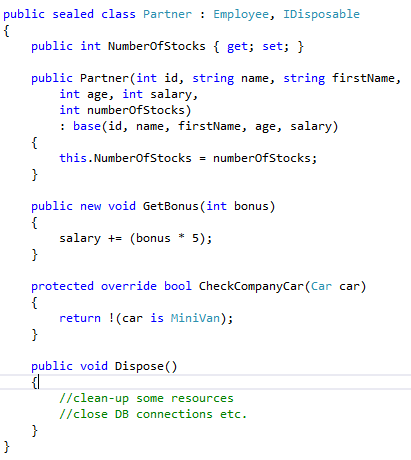 public sealed class Partner : Employee, IDisposable
{
    public int NumberOfStocks { get; set; }

    public Partner(int id, string name, string firstName,
        int age, int salary,
        int numberOfStocks)
        : base(id, name, firstName, age, salary)
    {
        this.NumberOfStocks = numberOfStocks;
    }

    public new void GetBonus(int bonus)
    {
        salary += (bonus * 5);
    }

    protected override bool CheckCompanyCar(Car car)
    {
        return !(car is MiniVan);
    }

    public void Dispose()
    {
        //clean-up some resources
        //close DB connections etc.
    }
}